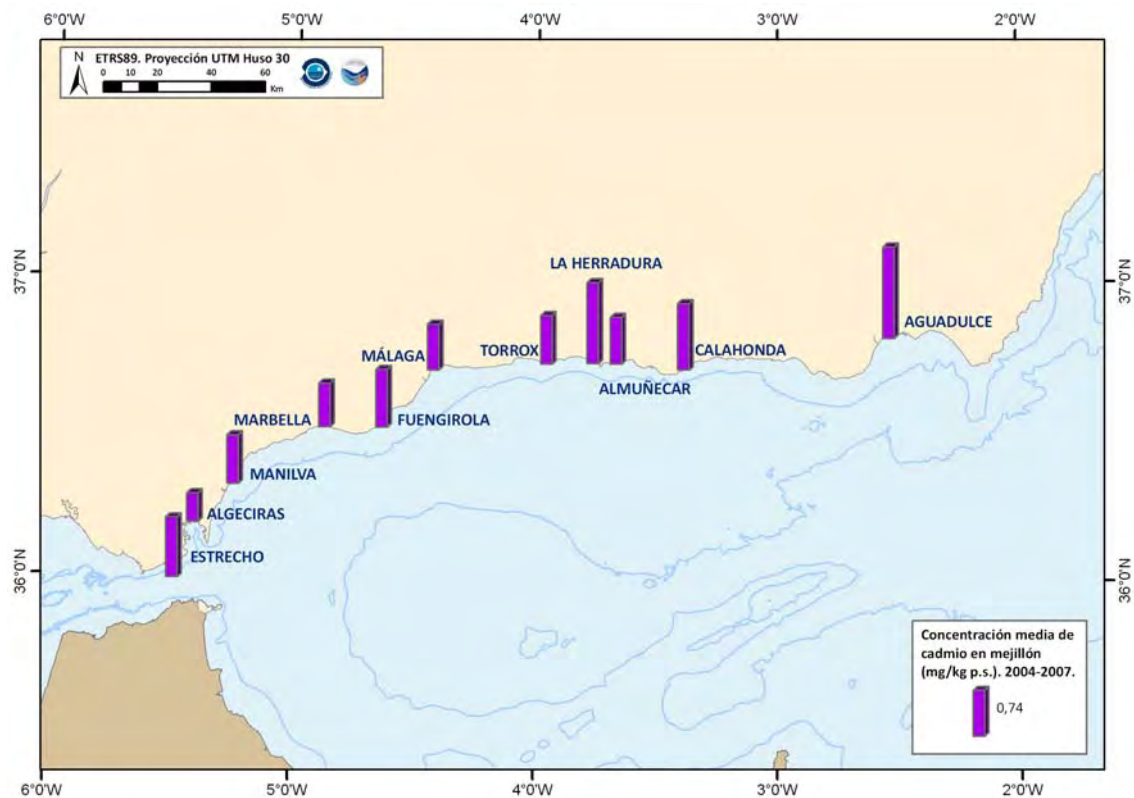 6°0'W 5°0'W 4°0'W 3°0'W 2°0'W
N
ETRS89. Proyección UTM Huso 30
0 10 20 40 60
Km
37°0'N 37°0'N
LA HERRADURA
AGUADULCE
MÁLAGA TORROX CALAHONDA
ALMUÑECAR
MARBELLA FUENGIROLA
MANILVA
ALGECIRAS
ESTRECHO
36°0'N 36°0'N
Concentración media de
cadmio en mejillón
(mg/kg p.s.). 2004-2007.
0,74
6°0'W 5°0'W 4°0'W 3°0'W 2°0'W